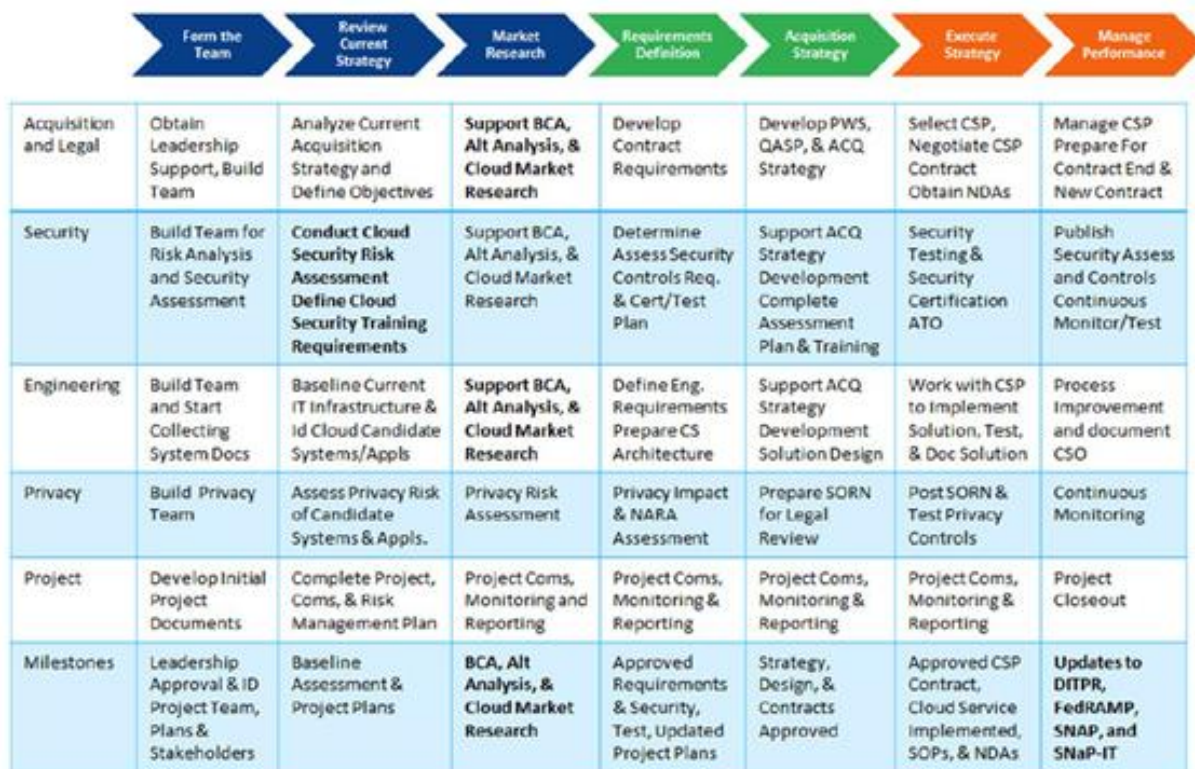 Form the
Team
Review
Current
Strategy
Market
Research
Requirements
Definition
Acquisition
Strategy
Execute
Strategy
Manage
Performance
Acquisition
and Legal
Obtain
Leadership
Support, Build
Team
Analyze Current
Acquisition
Strategy and
Define Objectives
Support BCA,
Alt Analysis, &
Cloud Market
Research
Develop
Contract
Requirements
Develop PWS,
QASP, & ACQ
Strategy
Select CSP,
Negotiate CSP
Contract
Obtain NDAs
Manage CSP
Prepare For
Contract End &
New Contract
Security
Build Team for
Risk Analysis
and Security
Assessment
Conduct Cloud
Security Risk
Assessment
Define Cloud
Security Training
Requirements
Support BCA,
Alt Analysis, &
Cloud Market
Research
Determine
Assess Security
Controls Req.
& Cert/Test
Plan
Support ACQ
Strategy
Development
Complete
Assessment
Plan & Training
Security
Testing &
Security
Certification
ATO
Publish
Security Assess
and Controls
Continuous
Monitor/Test
Engineering
Build Team
and Start
Collecting
System Docs
Baseline Current
IT Infrastructure &
Id Cloud Candidate
Systems/Appls
Support BCA,
Alt Analysis, &
Cloud Market
Research
Define Eng.
Requirements
Prepare CS
Architecture
Support ACQ
Strategy
Development
Solution Design
Work with CSP
to Implement
Solution, Test,
& Doc Solution
Process
Improvement
and document
CSO
Privacy
Build Privacy
Team
Assess Privacy Risk
of Candidate
Systems & Appls.
Privacy Risk
Assessment
Privacy Impact
& NARA
Assessment
Prepare SORN
for Legal
Review
Post SORN &
Test Privacy
Controls
Continuous
Monitoring
Project
Develop Initial
Project
Documents
Complete Project,
Coms, & Risk
Management Plan
Project Coms,
Monitoring and
Reporting
Project Coms,
Monitoring &
Reporting
Project Coms,
Monitoring &
Reporting
Project Coms,
Monitoring &
Reporting
Project
Closeout
Milestones
Leadership
Approval & ID
Project Team,
Plans &
Stakeholders
Baseline
Assessment &
Project Plans
BCA, Alt
Analysis, &
Cloud Market
Research
Approved
Requirements
& Security,
Test, Updated
Project Plans
Strategy,
Design, &
Contracts
Approved
Approved CSP
Contract,
Cloud Service
Implemented,
SOPs, & NDAs
Updates to
DITPR,
FedRAMP,
SNAP, and
SNaP-IT